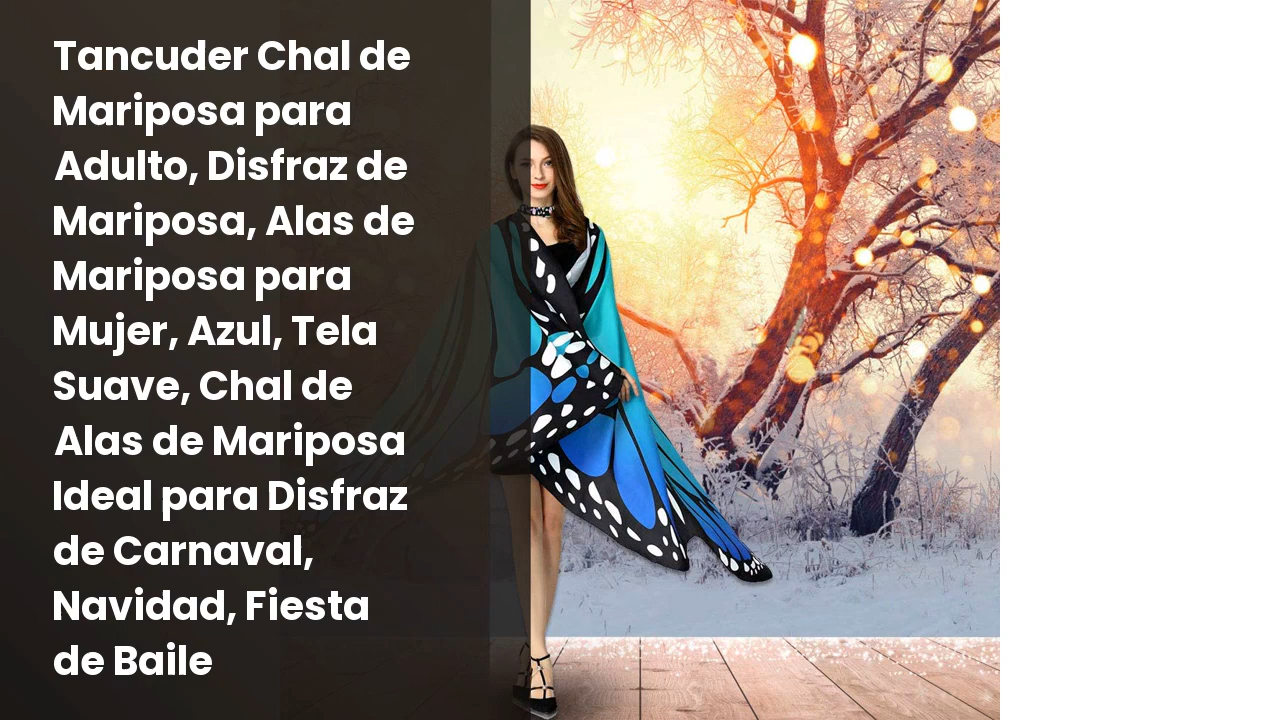 Tancuder Chal de
Mariposa para
Adulto, Disfraz de
Mariposa, Alas de
Mariposa para
Mujer, Azul, Tela
Suave, Chal de
Alas de Mariposa
Ideal para Disfraz
de Carnaval,
Navidad, Fiesta
de Baile